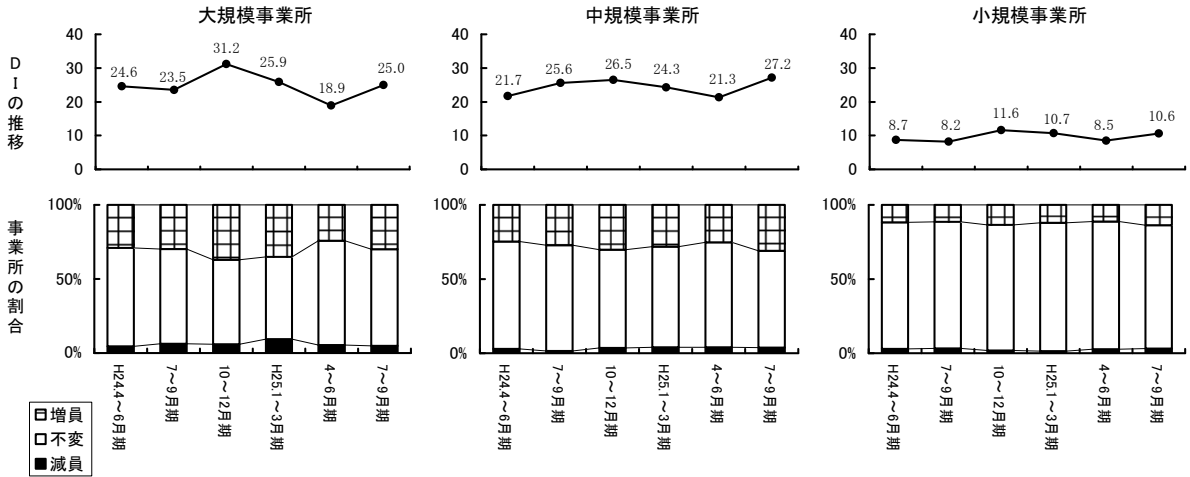 大規模事業所
中規模事業所
小規模事業所
DIの推移
40
30
20
10
0
24.6
23.5
31.2
25.9
18.9
25.0
40
30
20
10
0
21.7
25.6
26.5
24.3
21.3
27.2
40
30
20
10
0
8.7
8.2
11.6
10.7
8.5
10.6
事業所の割合
100%
50%
0%
100%
50%
0%
100%
50%
0%
H24.4～6月期
7～9月期
10～12月期
H25.1～3月期
4～6月期
7～9月期
H24.4～6月期
7～9月期
10～12月期
H25.1～3月期
4～6月期
7～9月期
H24.4～6月期
7～9月期
10～12月期
H25.1～3月期
4～6月期
7～9月期
増員
不変
減員